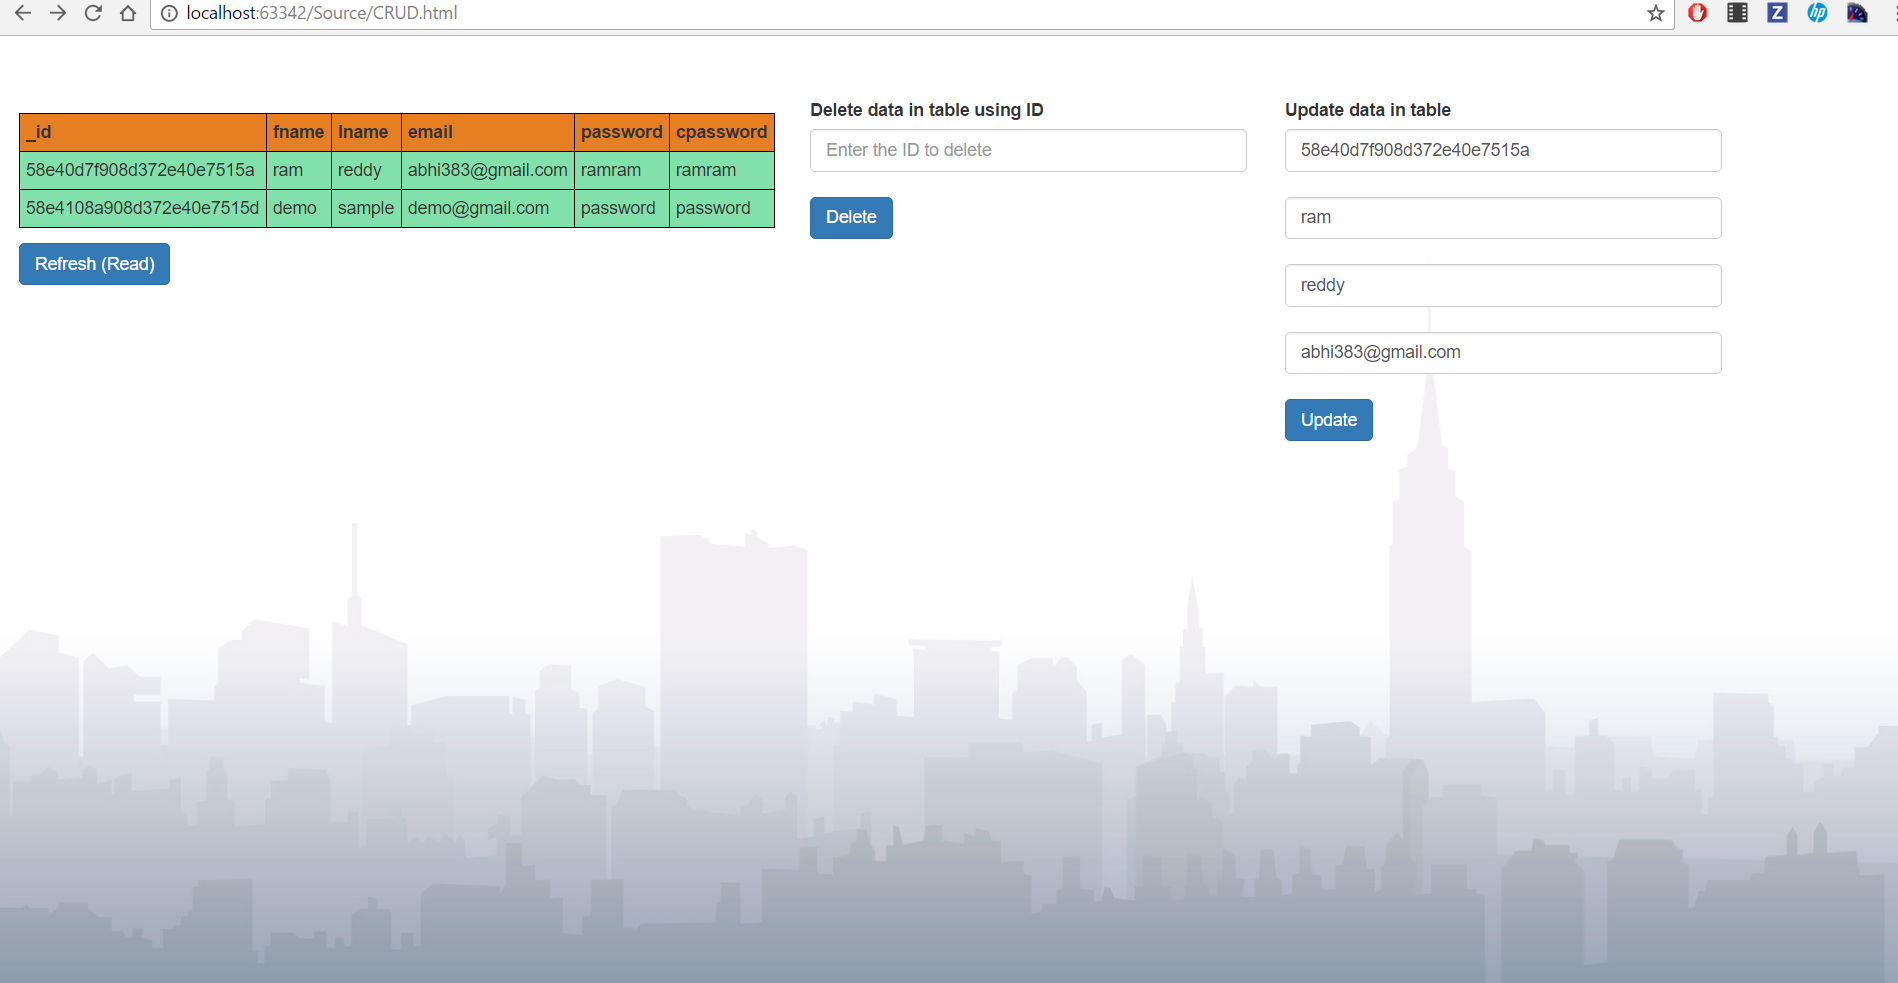 localhost:63342/Source/CRUD.html
Z
hp
_id fname lname email password cpassword
58e40d7f908d372e40e7515a ram reddy abhi383@gmail.com ramram ramram
58e4108a908d372e40e7515d demo sample demo@gmail.com password password
Refresh (Read)
Delete data in table using ID
Enter the ID to delete
Delete
Update data in table
58e40d7f908d372e40e7515a
ram
reddy
abhi383@gmail.com
Update